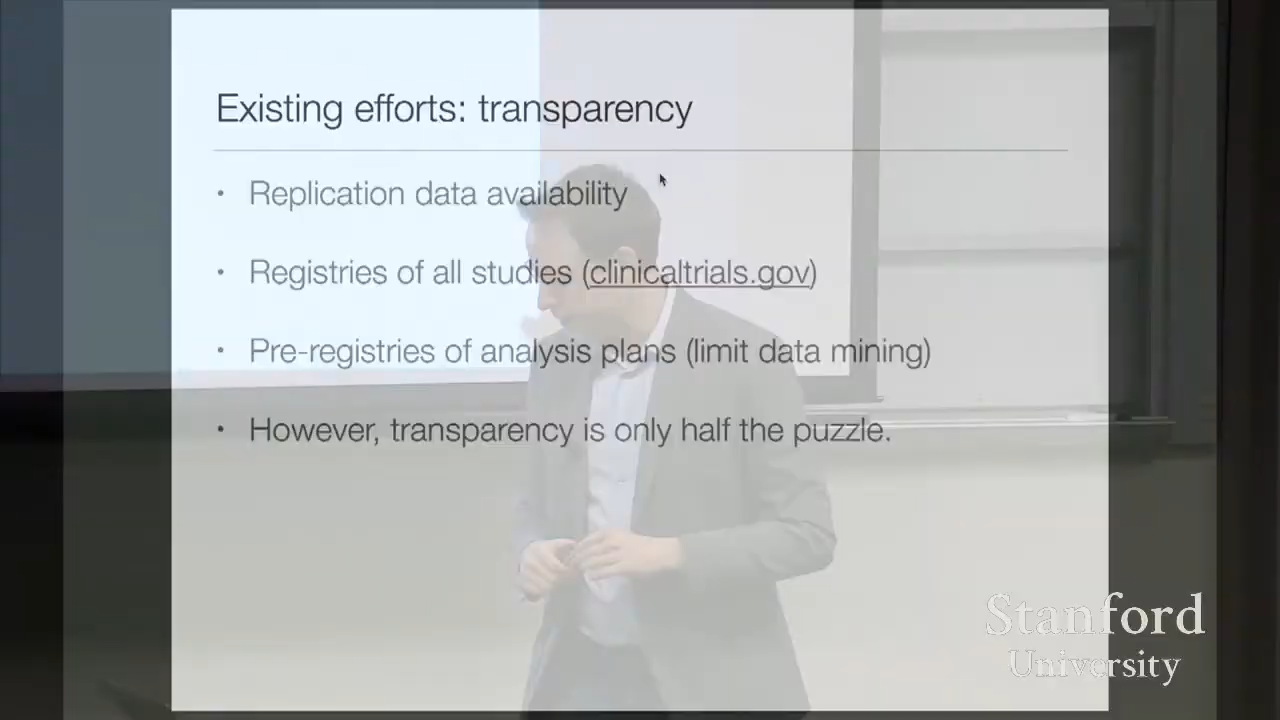 Existing efforts: transparency
• Replication data availability
• Registries of all studies (clinicaltrials.gov)
• Pre-registries of analysis plans (limit data mining)
• However, transparency is only half the puzzle.
Stanford
University